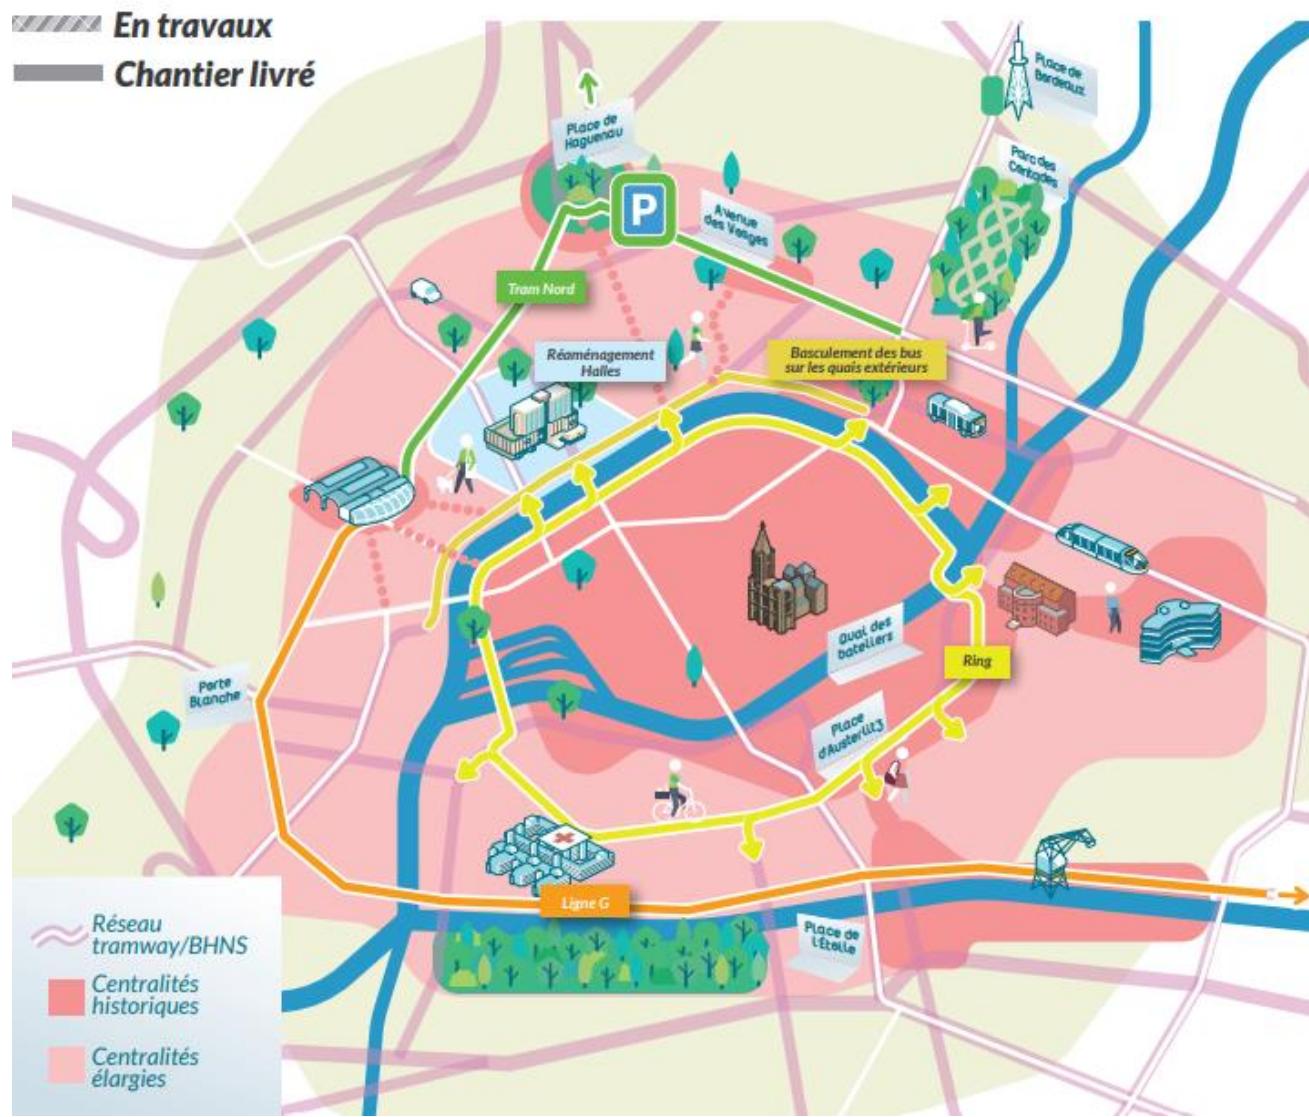 En travaux
Chantier livré
Place de
Bordeaux
Place de
Haguenau
Parc des
Contades
P
Avenue
des Vosges
Tram Nord
Réaménagement
Halles
Basculement des bus
sur les quais extérieurs
Quai des
bateliers
Ring
Porte
Blanche
Place
d'Austerlitz
Ligne G
Place de
l'Étoile
Réseau
tramway/BHNS
Centralités
historiques
Centralités
élargies